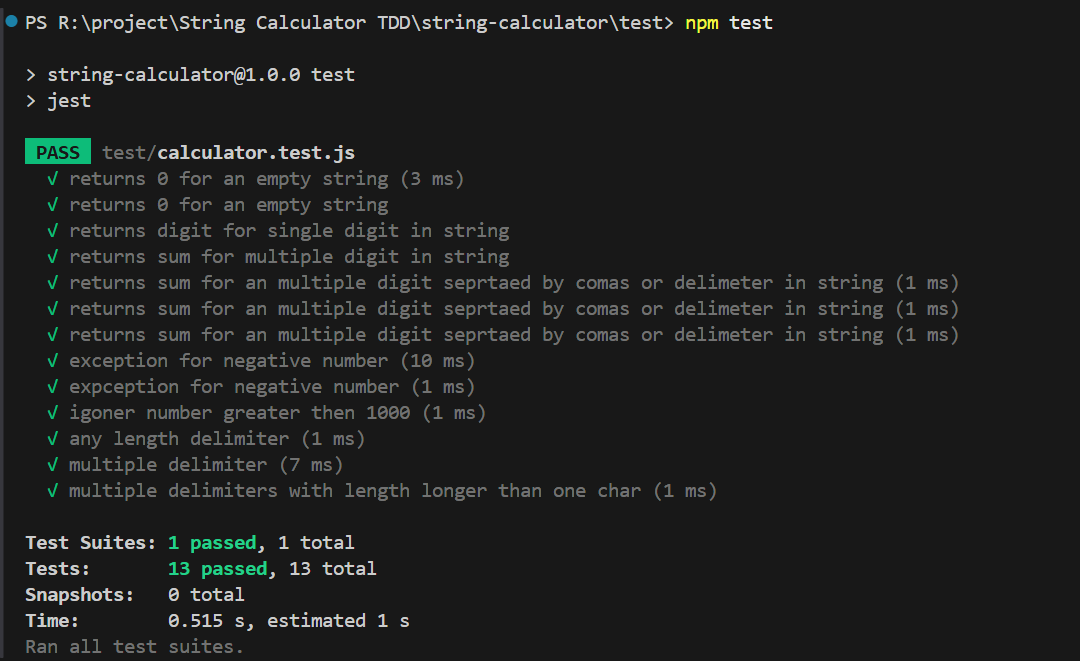 PS R:\project\String Calculator TDD\string-calculator\test> npm test
> string-calculator@1.0.0 test
> jest
PASS test/calculator.test.js
√ returns 0 for an empty string (3 ms)
√ returns 0 for an empty string
√ returns digit for single digit in string
√ returns sum for multiple digit in string
√ returns sum for an multiple digit seprtaed by comas or delimeter in string (1 ms)
√ returns sum for an multiple digit seprtaed by comas or delimeter in string (1 ms)
√ returns sum for an multiple digit seprtaed by comas or delimeter in string (1 ms)
√ exception for negative number (10 ms)
√ expception for negative number (1 ms)
√ igoner number greater then 1000 (1 ms)
√ any length delimiter (1 ms)
√ multiple delimiter (7 ms)
√ multiple delimiters with length longer than one char (1 ms)
Test Suites: 1 passed, 1 total
Tests: 13 passed, 13 total
Snapshots: 0 total
Time: 0.515 s, estimated 1 s
Ran all test suites.